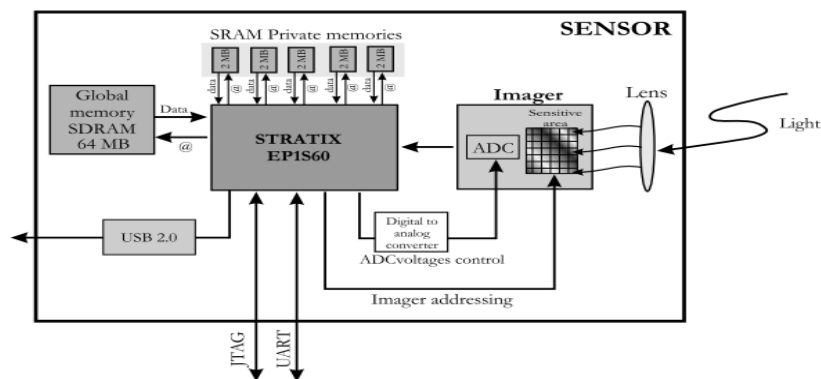 SENSOR
SRAM Private memories
2 MB
2 MB
2 MB
2 MB
2 MB
data
@
data
@
data
@
data
@
data
@
Global
memory
SDRAM
64 MB
Data
@
STRATIX
EP1S60
Imager
Sensitive
area
ADC
Lens
Light
USB 2.0
Digital to
analog
converter
ADCvoltages control
Imager addressing
JTAG
UART